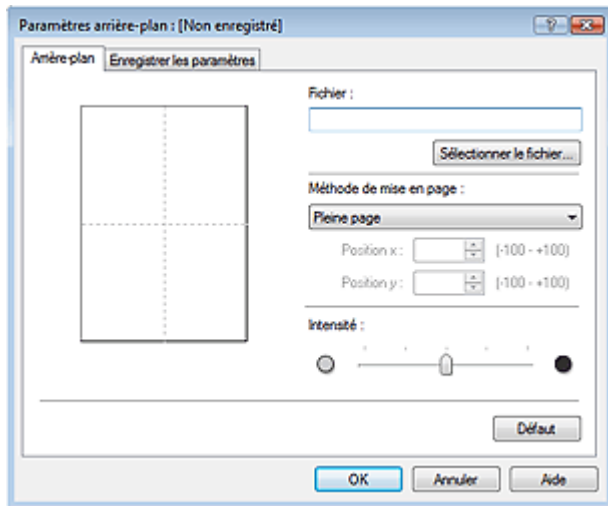 Paramètres arrière-plan : [Non enregistré]
Arrière-plan Enregistrer les paramètres
Fichier :
Sélectionner le fichier...
Méthode de mise en page :
Pleine page
Position x : (-100 - +100)
Position y : (-100 - +100)
Intensité :
Défaut
OK Annuler Aide